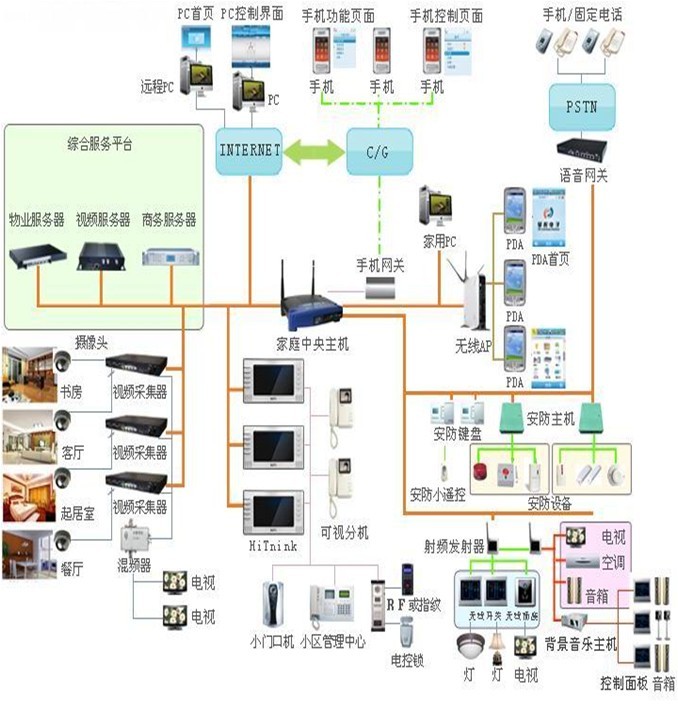 PC首页 PC控制界面
手机功能页面
手机控制页面
手机/固定电话
远程PC
PC
手机
手机
手机
PSTN
综合服务平台
INTERNET
C/G
语音网关
物业服务器
视频服务器
商务服务器
家用PC
PDA
PDA首页
手机网关
PDA
家庭中央主机
无线AP
摄像头
PDA
书房
视频采集器
安防键盘
安防主机
客厅
视频采集器
安防小遥控
安防设备
起居室
视频采集器
HiTnink
可视分机
射频发射器
电视
空调
餐厅
混频器
电视
音箱
电视
RF或指纹
无线开关
无线插座
小门口机
小区管理中心
电控锁
背景音乐主机
灯
灯
电视
控制面板
音箱